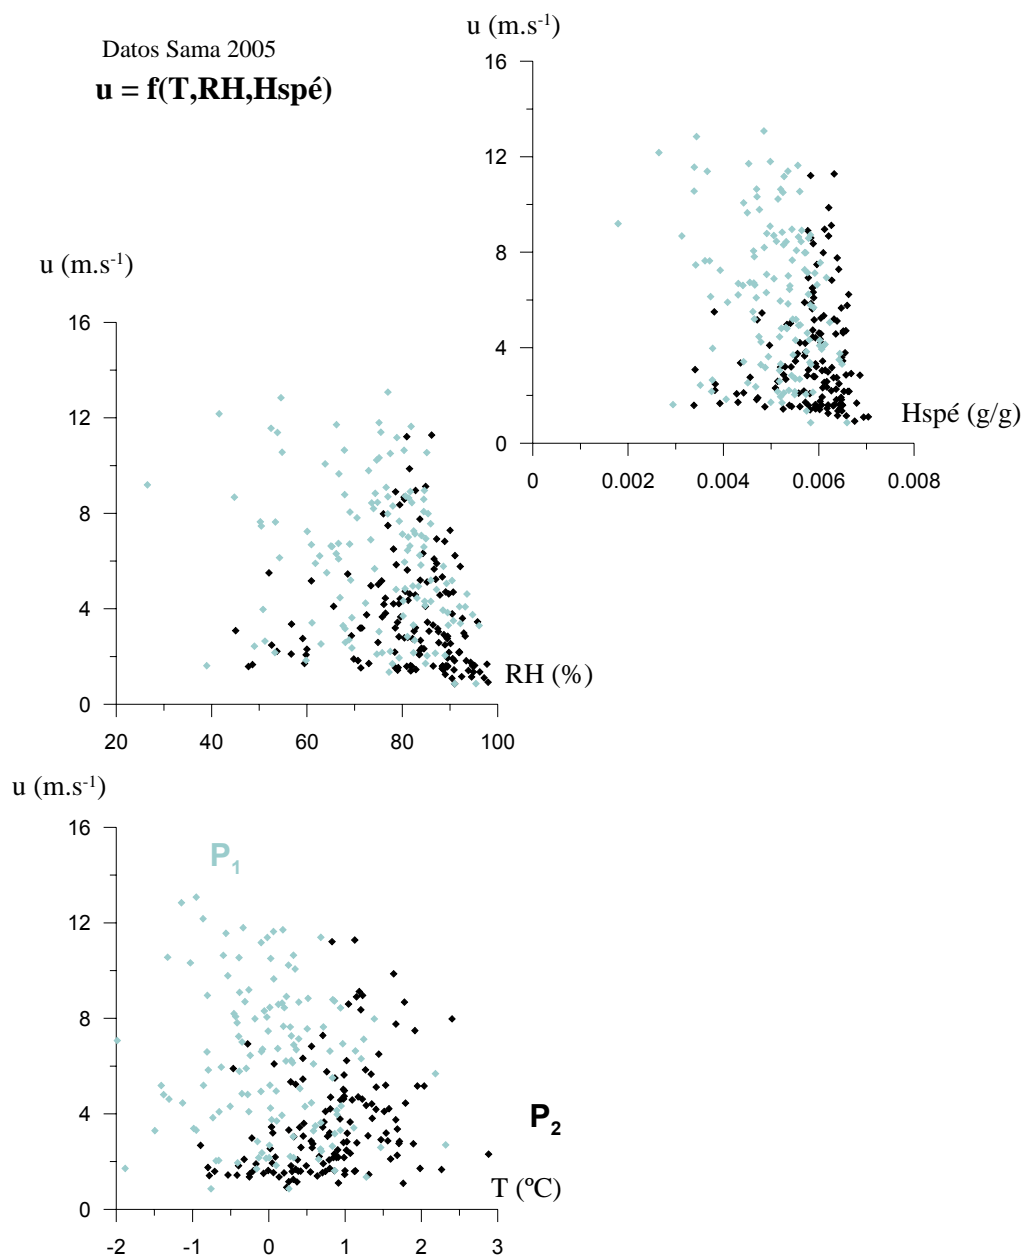 Datos Sama 2005
u = f(T,RH,Hspé)
u (m.s-1)
16
12
8
4
0
0 0.002 0.004 0.006 0.008
Hspé (g/g)
u (m.s-1)
16
12
8
4
0
20 40 60 80 100
RH (%)
u (m.s-1)
16
12
8
4
0
-2 -1 0 1 2 3
P1
P2
T (ºC)